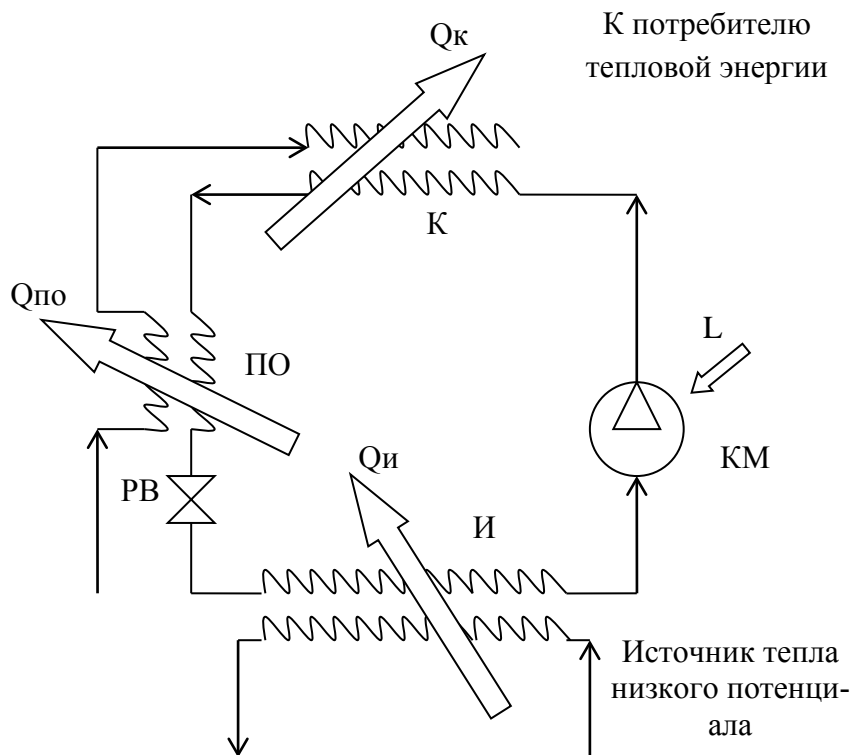 Qк
К потребителю
тепловой энергии
К
Qпо
ПО
L
КМ
РВ
Qи
И
Источник тепла
низкого потенци-
ала